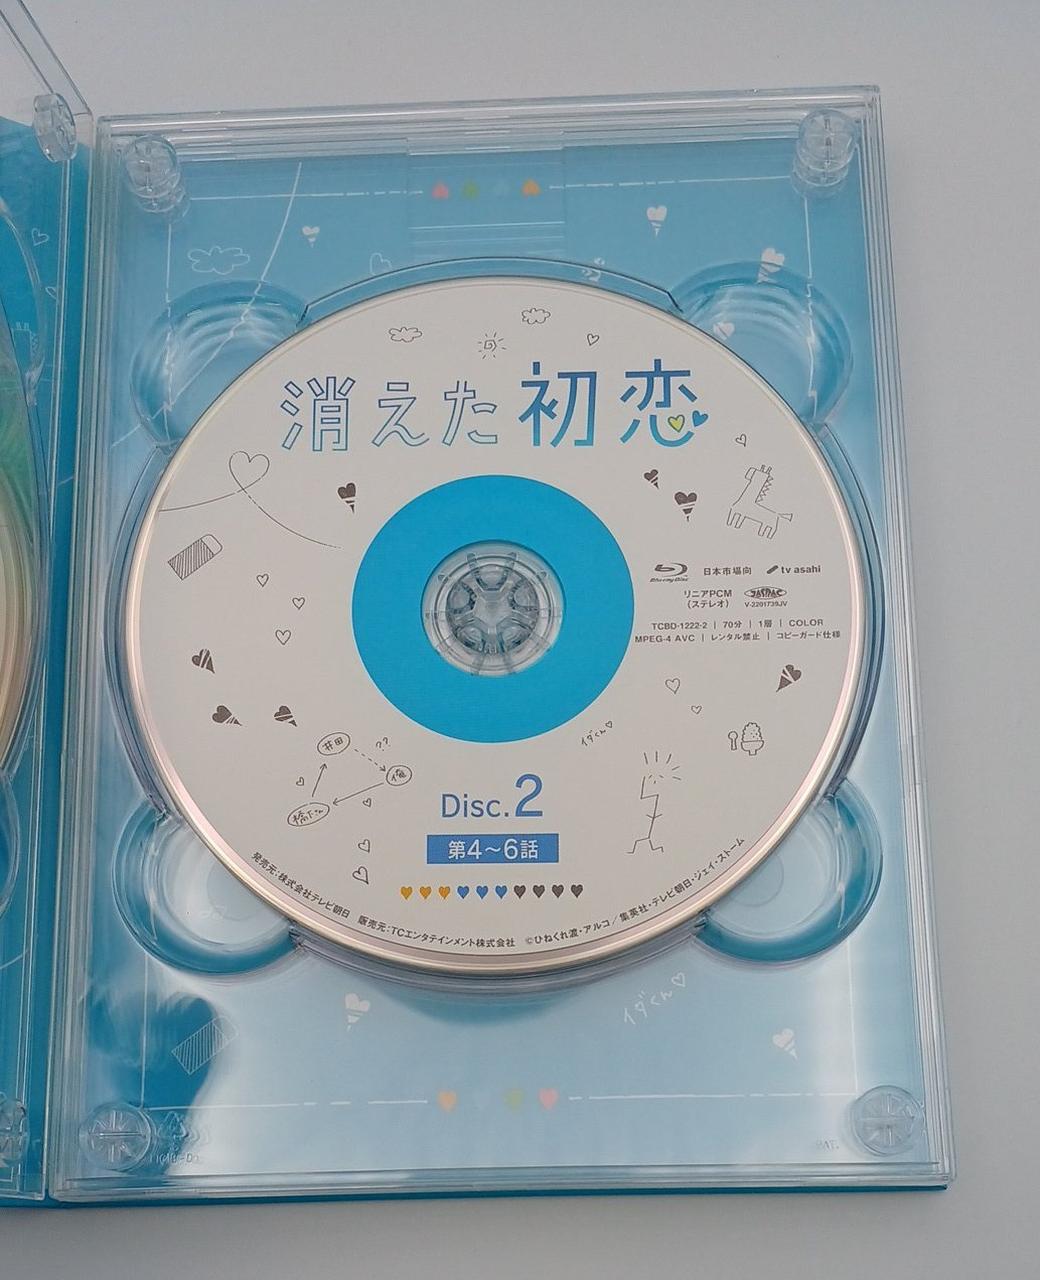 消えた初恋
Blu-ray Disc
日本市場向
tv asahi
リニアPCM
(ステレオ)
V-2201739JV
TCBD-1222-2 | 70分 | 1層 | COLOR
MPEG-4 AVC | レンタル禁止 | コピーガード仕様
イダくん♡
井田
??
俺
橋下さん
Disc.2
第4〜6話
発売元:株式会社テレビ朝日 販売元:TCエンタテインメント株式会社 ©ひねくれ渡・アルコ/集英社・テレビ朝日・ジェイ・ストーム
イダくん♡
PAT.